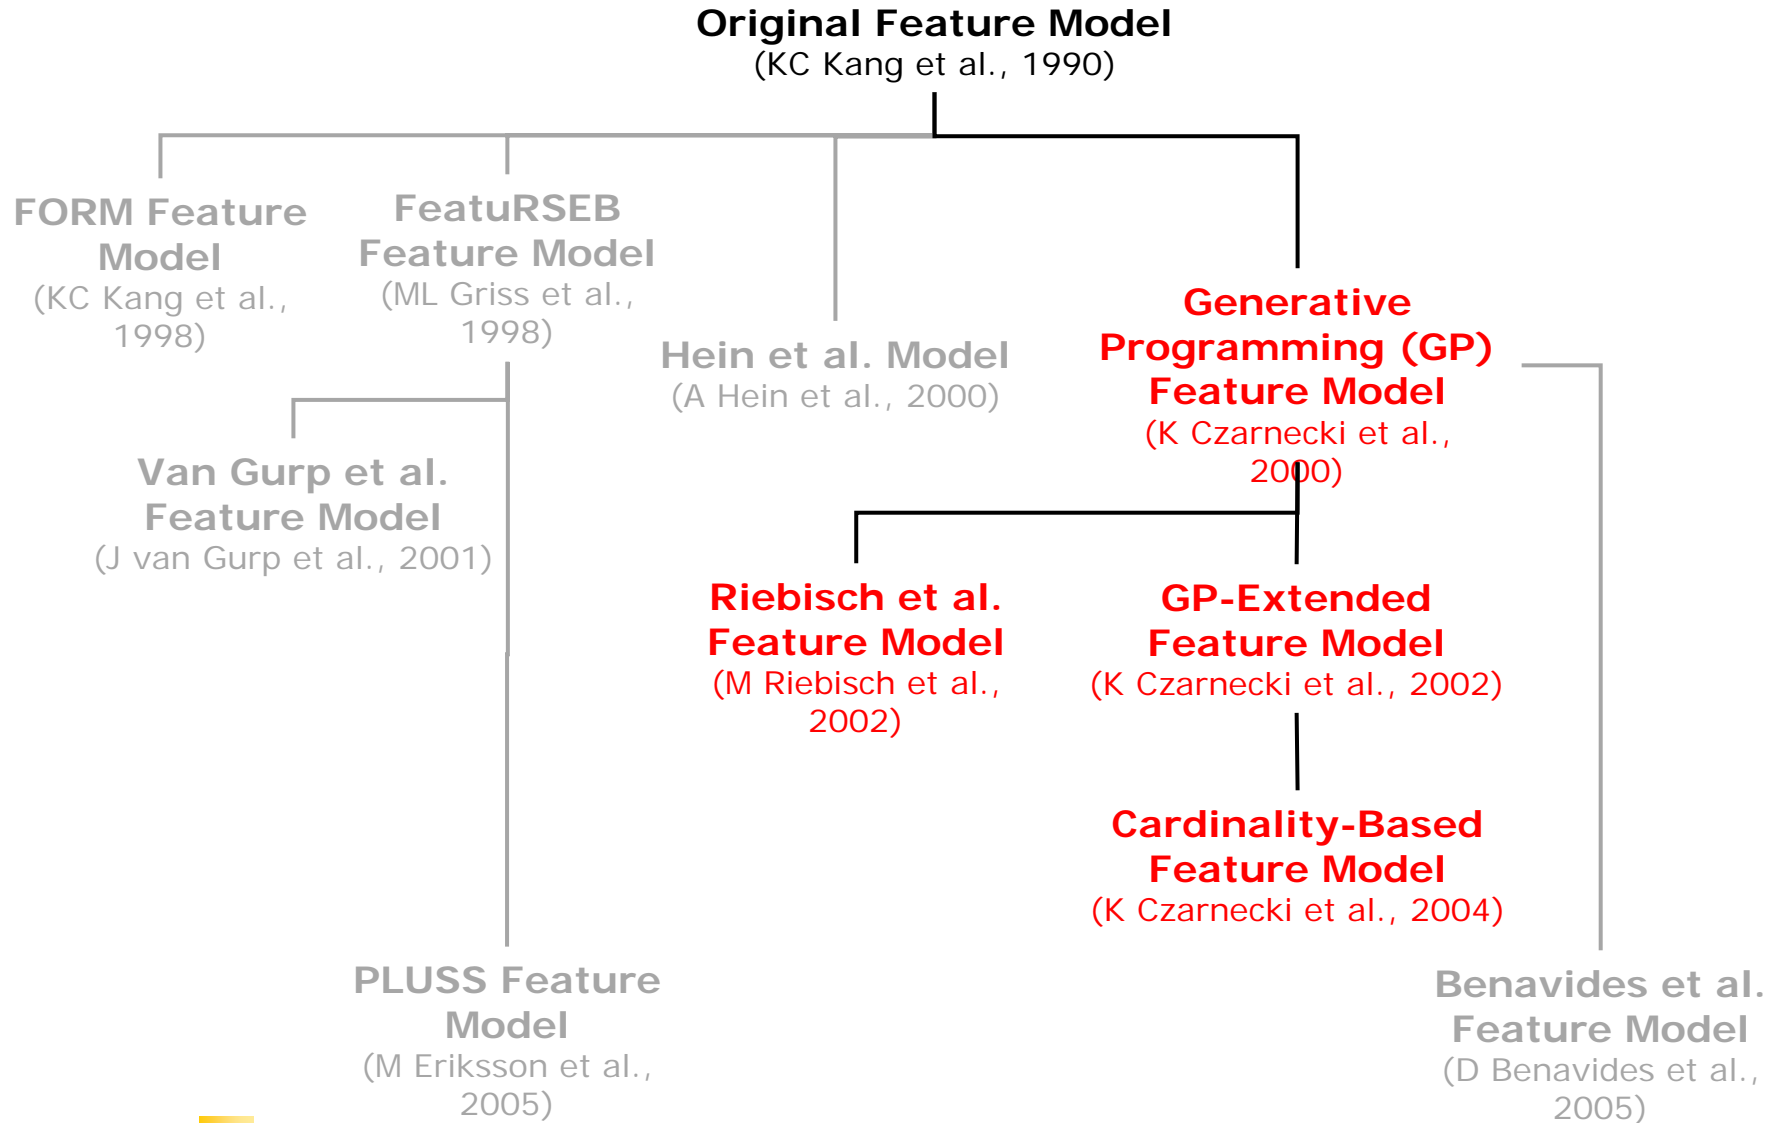 Original Feature Model
(KC Kang et al., 1990)
FORM Feature
Model
(KC Kang et al.,
1998)
FeatuRSEB
Feature Model
(ML Griss et al.,
1998)
Hein et al. Model
(A Hein et al., 2000)
Generative
Programming (GP)
Feature Model
(K Czarnecki et al.,
2000)
Van Gurp et al.
Feature Model
(J van Gurp et al., 2001)
Riebisch et al.
Feature Model
(M Riebisch et al.,
2002)
GP-Extended
Feature Model
(K Czarnecki et al., 2002)
Cardinality-Based
Feature Model
(K Czarnecki et al., 2004)
PLUSS Feature
Model
(M Eriksson et al.,
2005)
Benavides et al.
Feature Model
(D Benavides et al.,
2005)